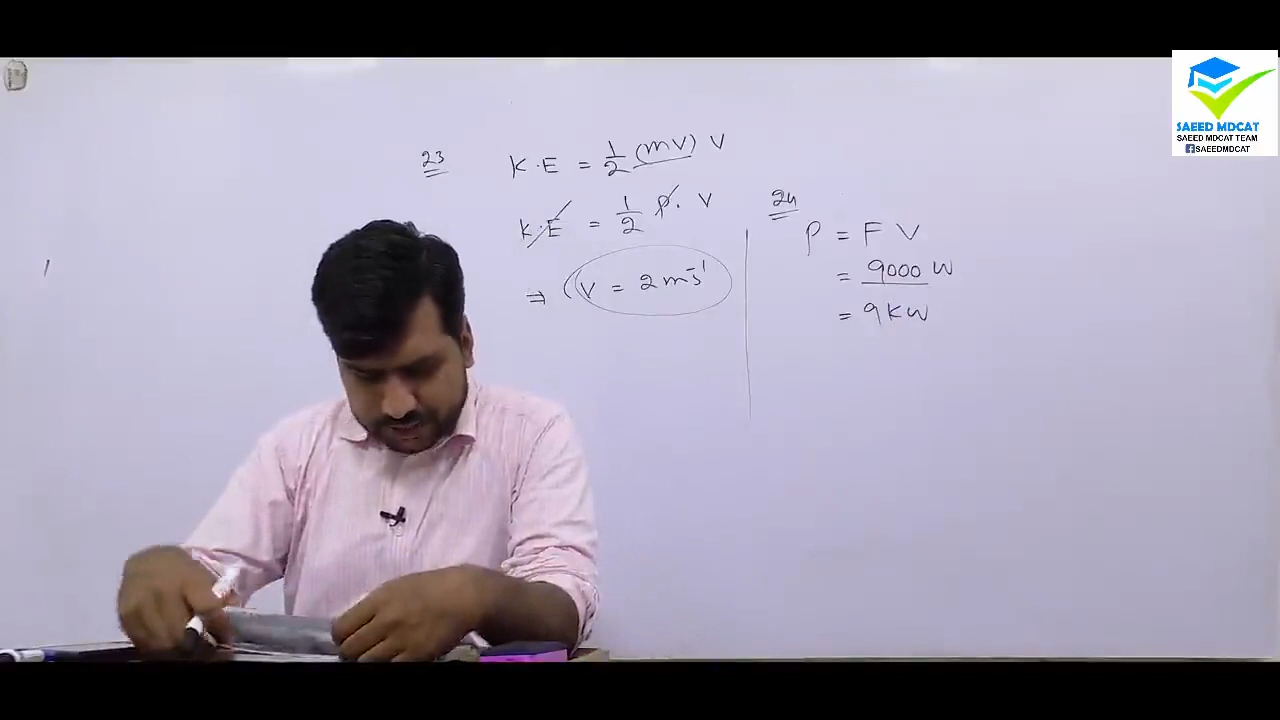 SAEED MDCAT
SAEED MDCAT TEAM
SAEEDMDCAT
23
K.E = 1/2 (mV) V
K.E = 1/2 P. V
⇒ (V = 2 ms⁻¹
24
P = F V
= 9000 W
= 9 KW